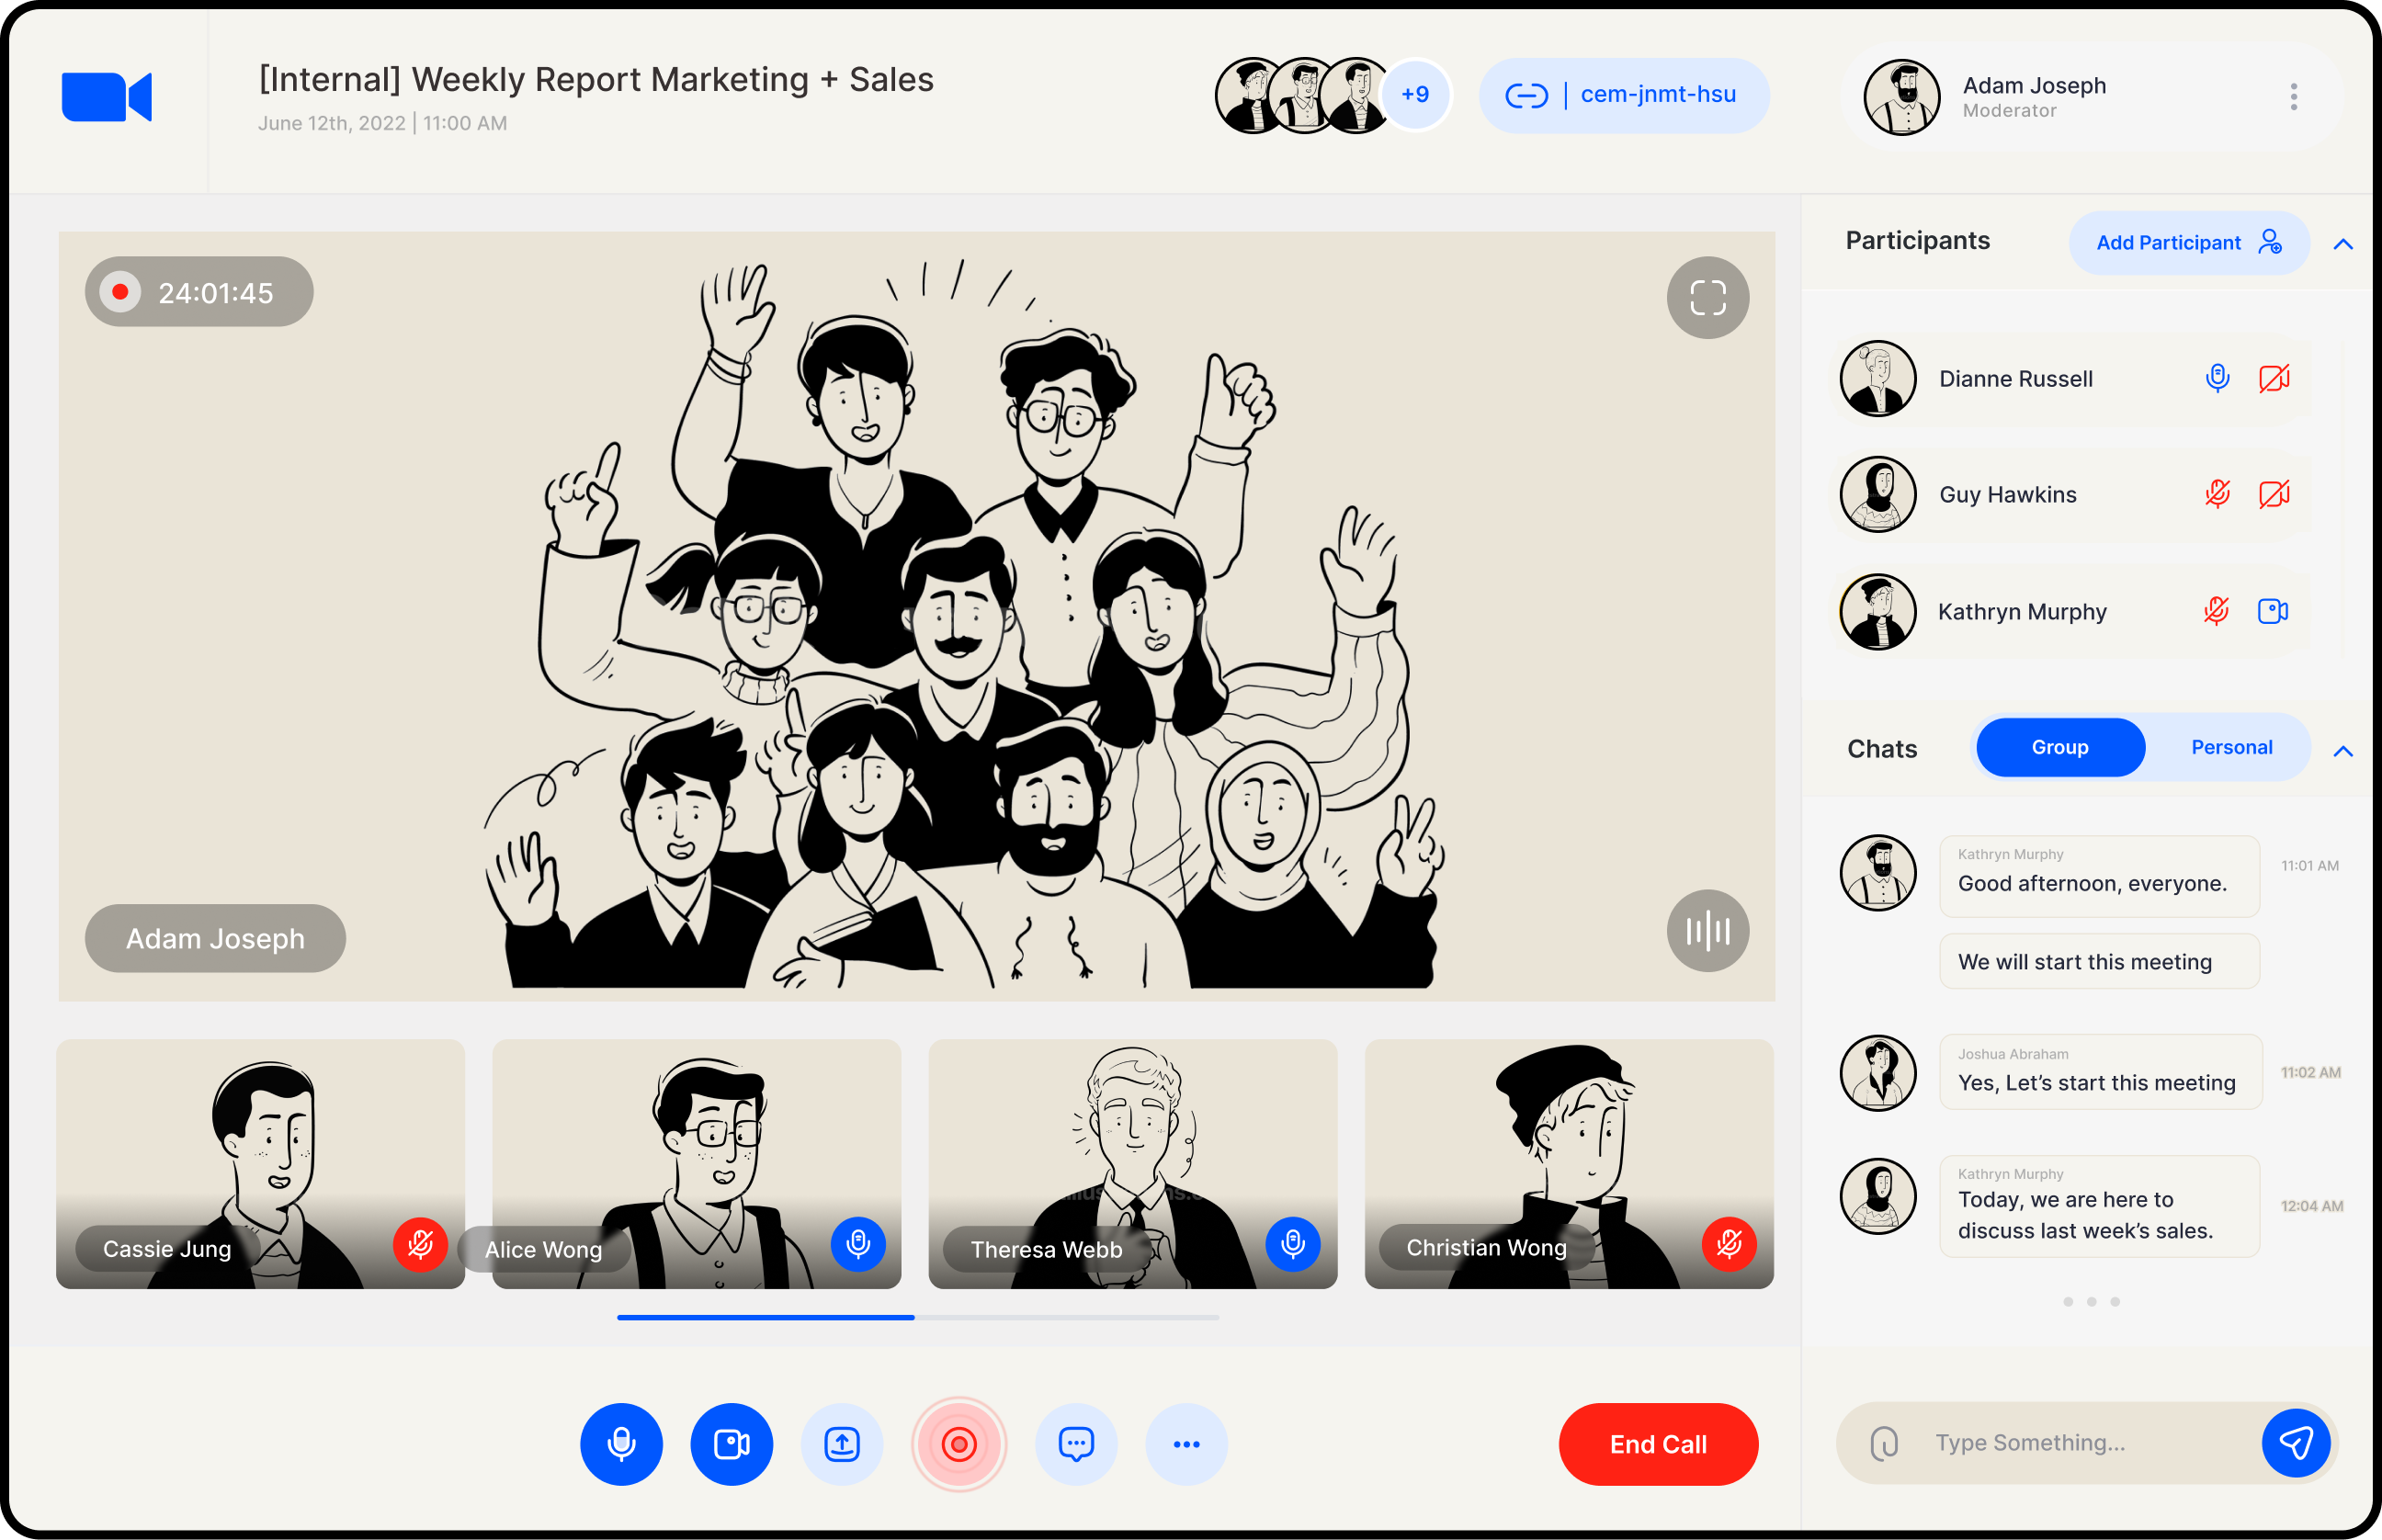 [Internal] Weekly Report Marketing + Sales
June 12th, 2022 | 11:00 AM
+9
cem-jnmt-hsu
Adam Joseph
Moderator
24:01:45
Adam Joseph
Cassie Jung
Alice Wong
Theresa Webb
Christian Wong
End Call
Participants
Add Participant
Dianne Russell
Guy Hawkins
Kathryn Murphy
Chats
Group
Personal
Kathryn Murphy
11:01 AM
Good afternoon, everyone.
We will start this meeting
Joshua Abraham
11:02 AM
Yes, Let’s start this meeting
Kathryn Murphy
Today, we are here to
12:04 AM
discuss last week’s sales.
Type Something...